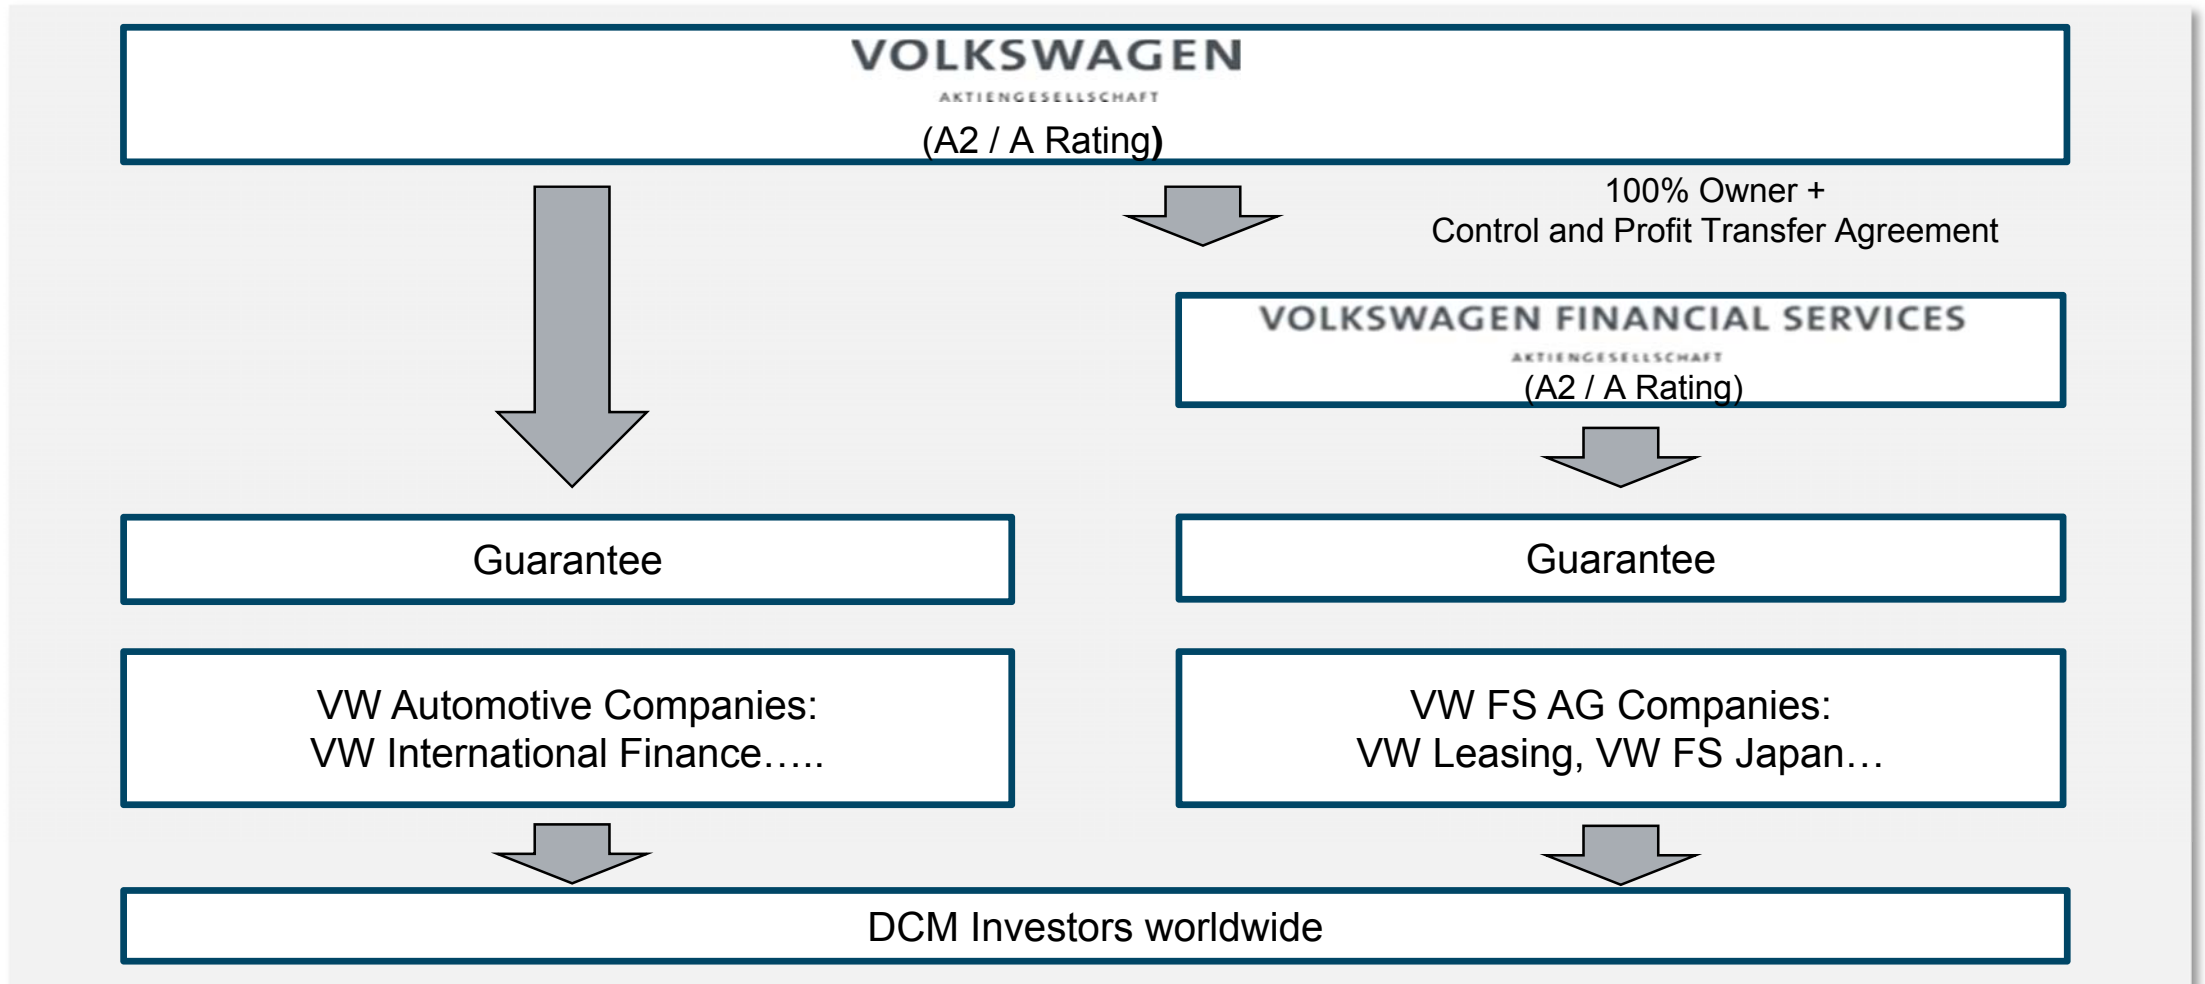 VOLKSWAGEN
AKTIENGESELLSCHAFT
(A2 / A Rating)
100% Owner +
Control and Profit Transfer Agreement
VOLKSWAGEN FINANCIAL SERVICES
AKTIENGESELLSCHAFT
(A2 / A Rating)
Guarantee
Guarantee
VW Automotive Companies:
VW International Finance…..
VW FS AG Companies:
VW Leasing, VW FS Japan…
DCM Investors worldwide